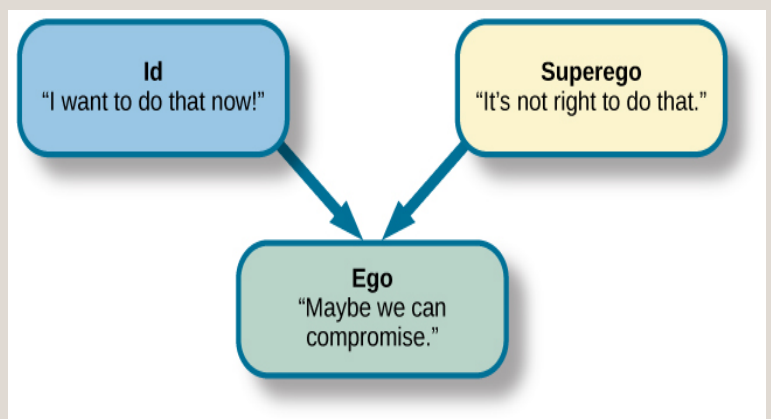 Id
“I want to do that now!”
Superego
“It’s not right to do that.”
Ego
“Maybe we can
compromise.”